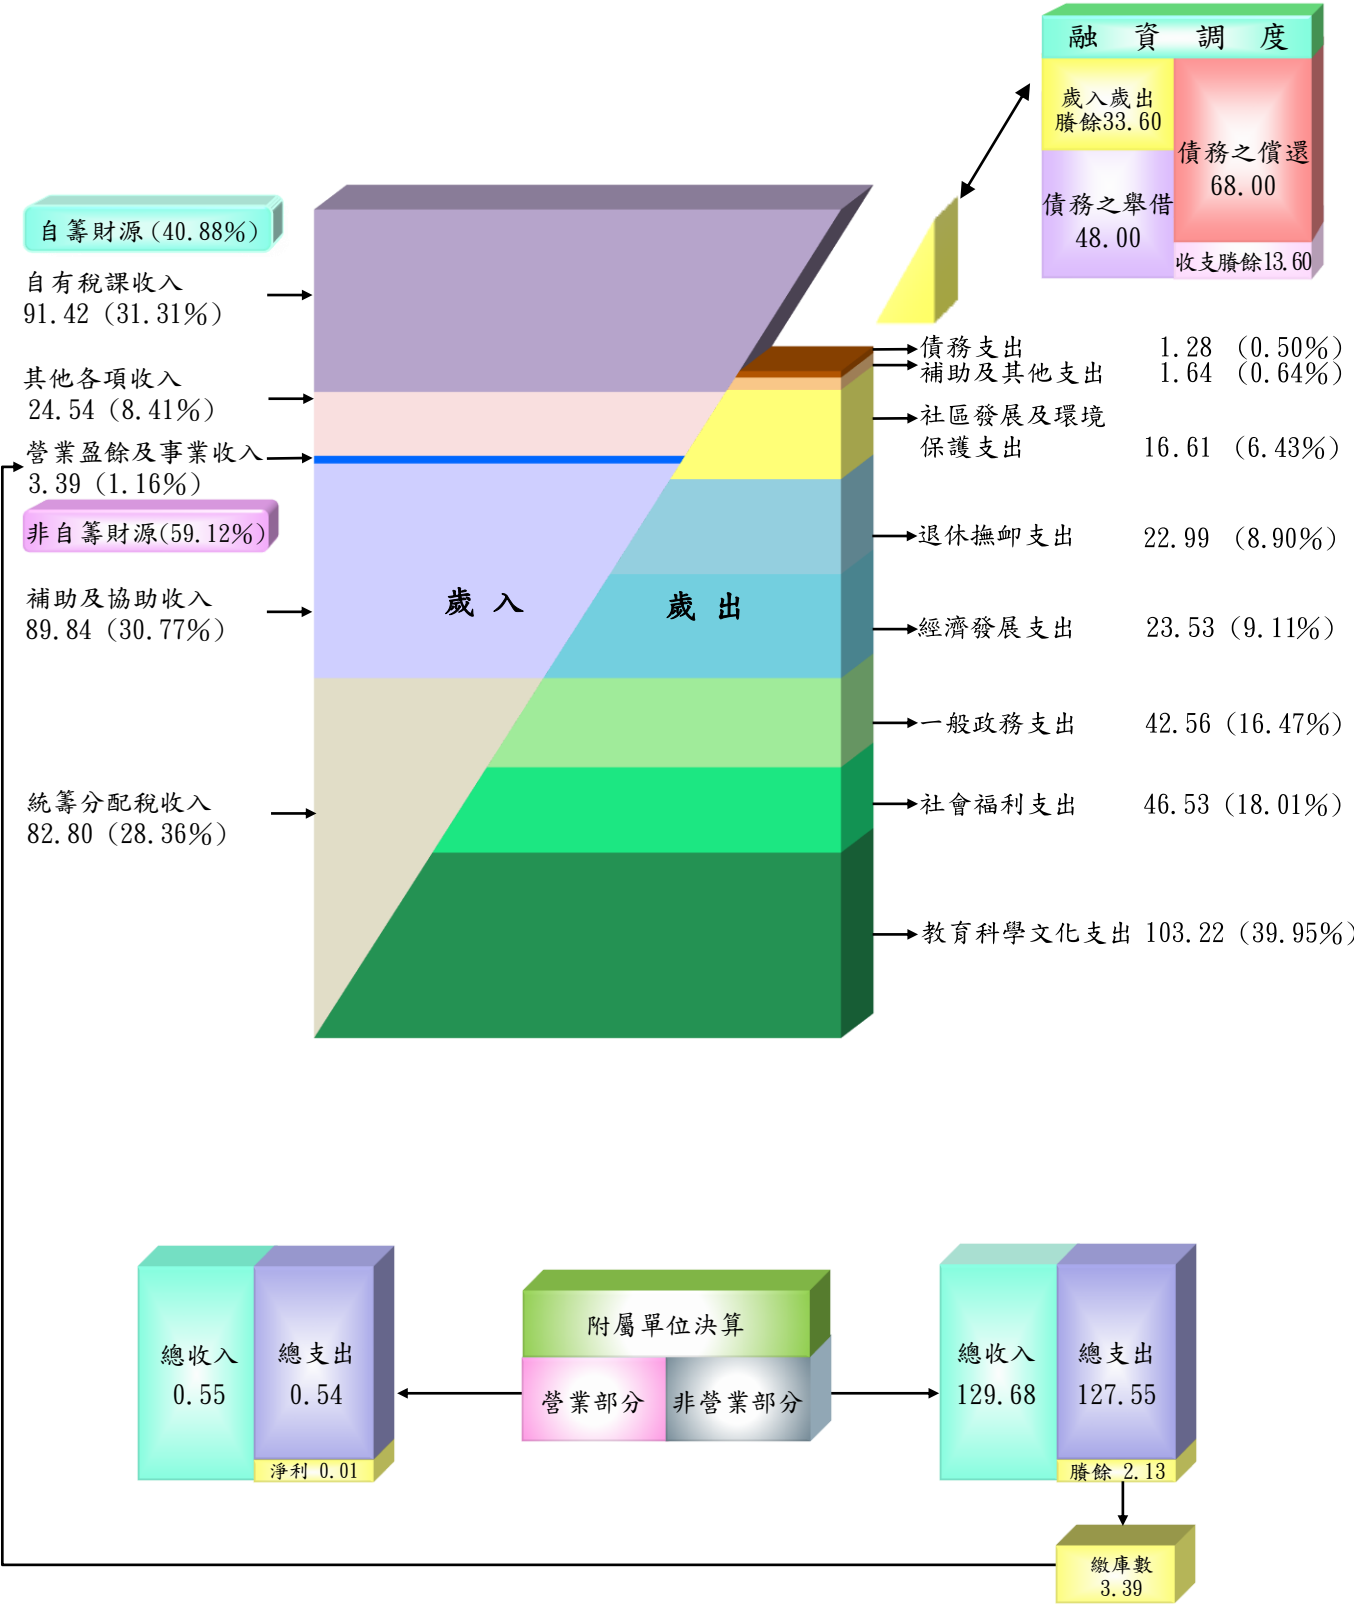 融資調度
歲入歲出
賸餘33.60
債務之償還
68.00
債務之舉借
48.00
收支賸餘13.60
自籌財源(40.88%)
自有稅課收入
91.42 (31.31%)
其他各項收入
24.54 (8.41%)
營業盈餘及事業收入
3.39 (1.16%)
非自籌財源(59.12%)
補助及協助收入
89.84 (30.77%)
統籌分配稅收入
82.80 (28.36%)
歲入
歲出
債務支出 1.28 (0.50%)
補助及其他支出 1.64 (0.64%)
社區發展及環境
保護支出 16.61 (6.43%)
退休撫卹支出 22.99 (8.90%)
經濟發展支出 23.53 (9.11%)
一般政務支出 42.56 (16.47%)
社會福利支出 46.53 (18.01%)
教育科學文化支出 103.22 (39.95%)
總收入
0.55
總支出
0.54
淨利 0.01
附屬單位決算
營業部分
非營業部分
總收入
129.68
總支出
127.55
賸餘 2.13
繳庫數
3.39